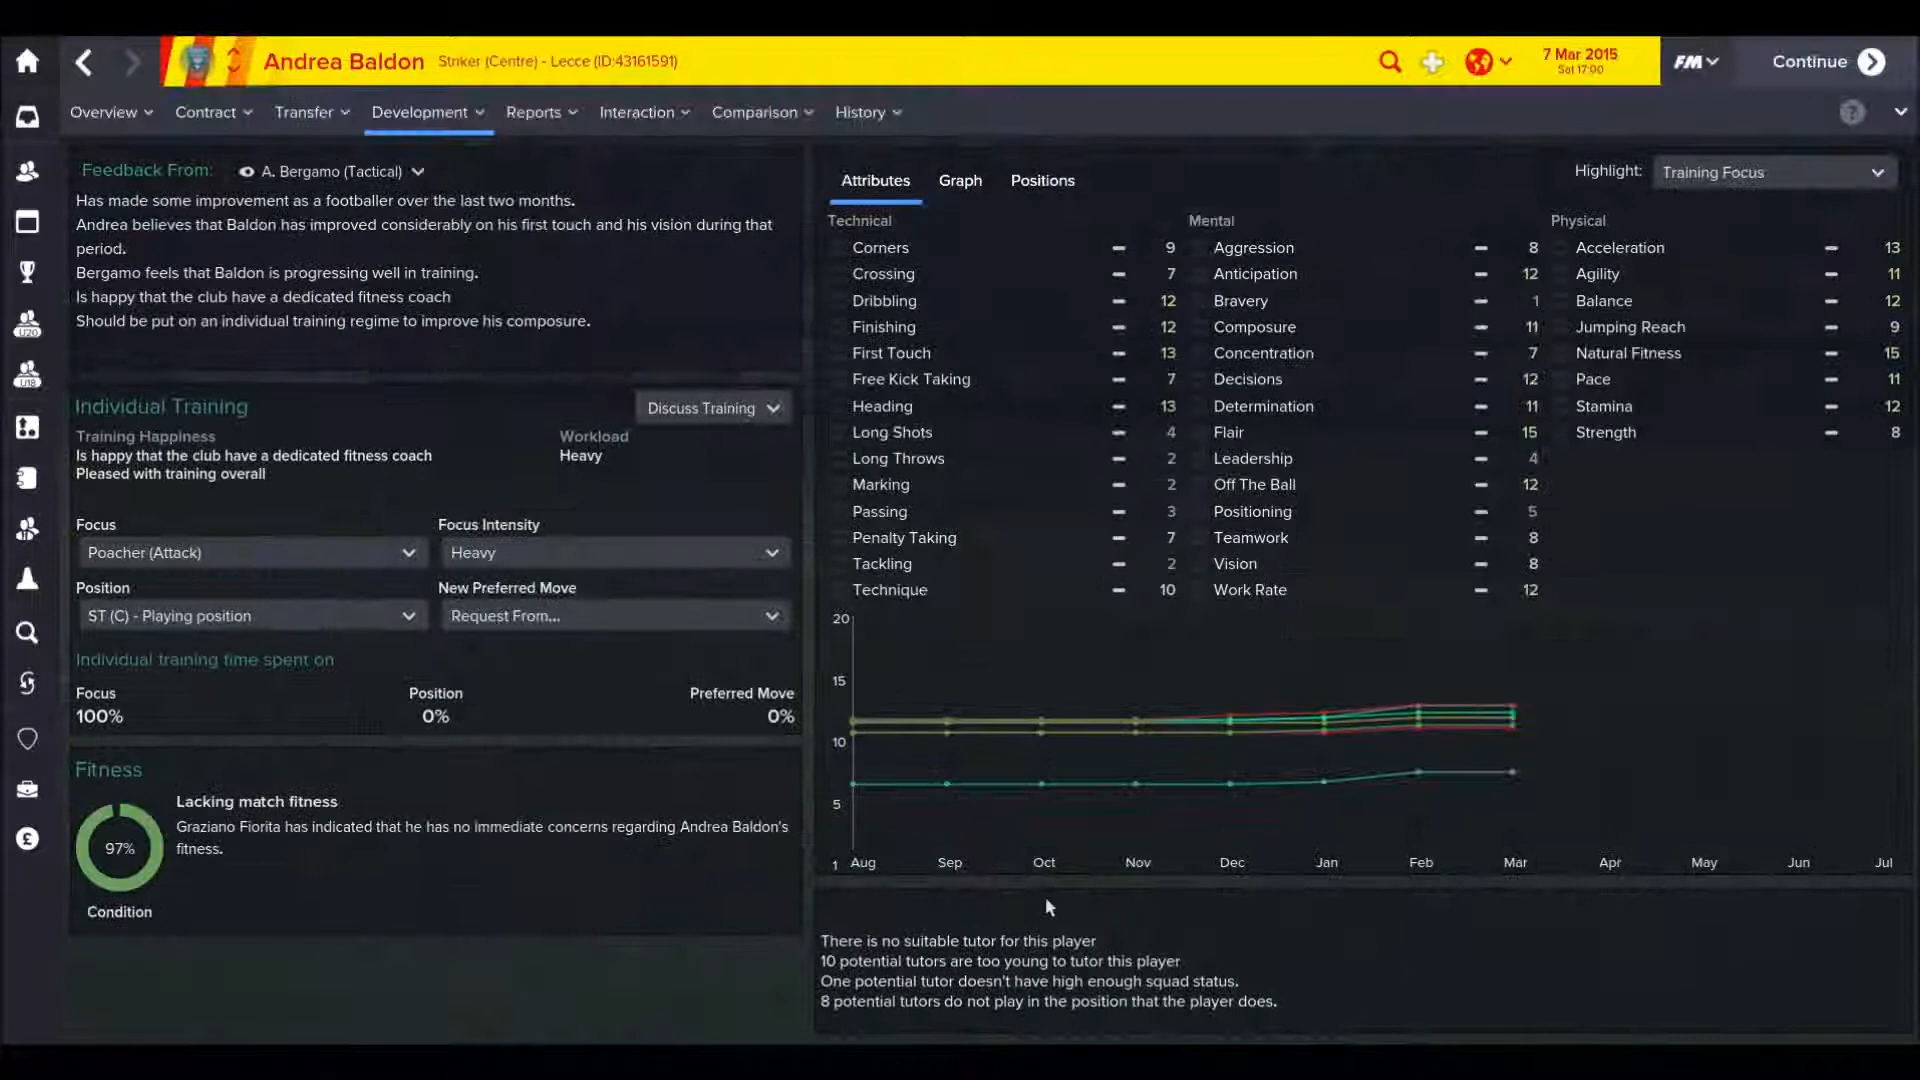 Andrea Baldon Striker (Centre) - Lecce (ID:43161591) 7 Mar 2015 Sat 17:00 FM Continue
Overview Contract Transfer Development Reports Interaction Comparison History ?
Feedback From: A. Bergamo (Tactical)
Has made some improvement as a footballer over the last two months.
Andrea believes that Baldon has improved considerably on his first touch and his vision during that
period.
Bergamo feels that Baldon is progressing well in training.
Is happy that the club have a dedicated fitness coach
Should be put on an individual training regime to improve his composure.
Individual Training Discuss Training
Training Happiness Workload
Is happy that the club have a dedicated fitness coach Heavy
Pleased with training overall
Focus Focus Intensity
Poacher (Attack) Heavy
Position New Preferred Move
ST (C) - Playing position Request From...
Individual training time spent on
Focus Position Preferred Move
100% 0% 0%
Fitness
Lacking match fitness
Graziano Fiorita has indicated that he has no immediate concerns regarding Andrea Baldon's
fitness.
97%
Condition
U20
U18
£
Attributes Graph Positions Highlight: Training Focus
Technical Mental Physical
Corners 9 Aggression 8 Acceleration 13
Crossing 7 Anticipation 12 Agility 11
Dribbling 12 Bravery 1 Balance 12
Finishing 12 Composure 11 Jumping Reach 9
First Touch 13 Concentration 7 Natural Fitness 15
Free Kick Taking 7 Decisions 12 Pace 11
Heading 13 Determination 11 Stamina 12
Long Shots 4 Flair 15 Strength 8
Long Throws 2 Leadership 4
Marking 2 Off The Ball 12
Passing 3 Positioning 5
Penalty Taking 7 Teamwork 8
Tackling 2 Vision 8
Technique 10 Work Rate 12
20
15
10
5
1 Aug Sep Oct Nov Dec Jan Feb Mar Apr May Jun Jul
There is no suitable tutor for this player
10 potential tutors are too young to tutor this player
One potential tutor doesn't have high enough squad status.
8 potential tutors do not play in the position that the player does.